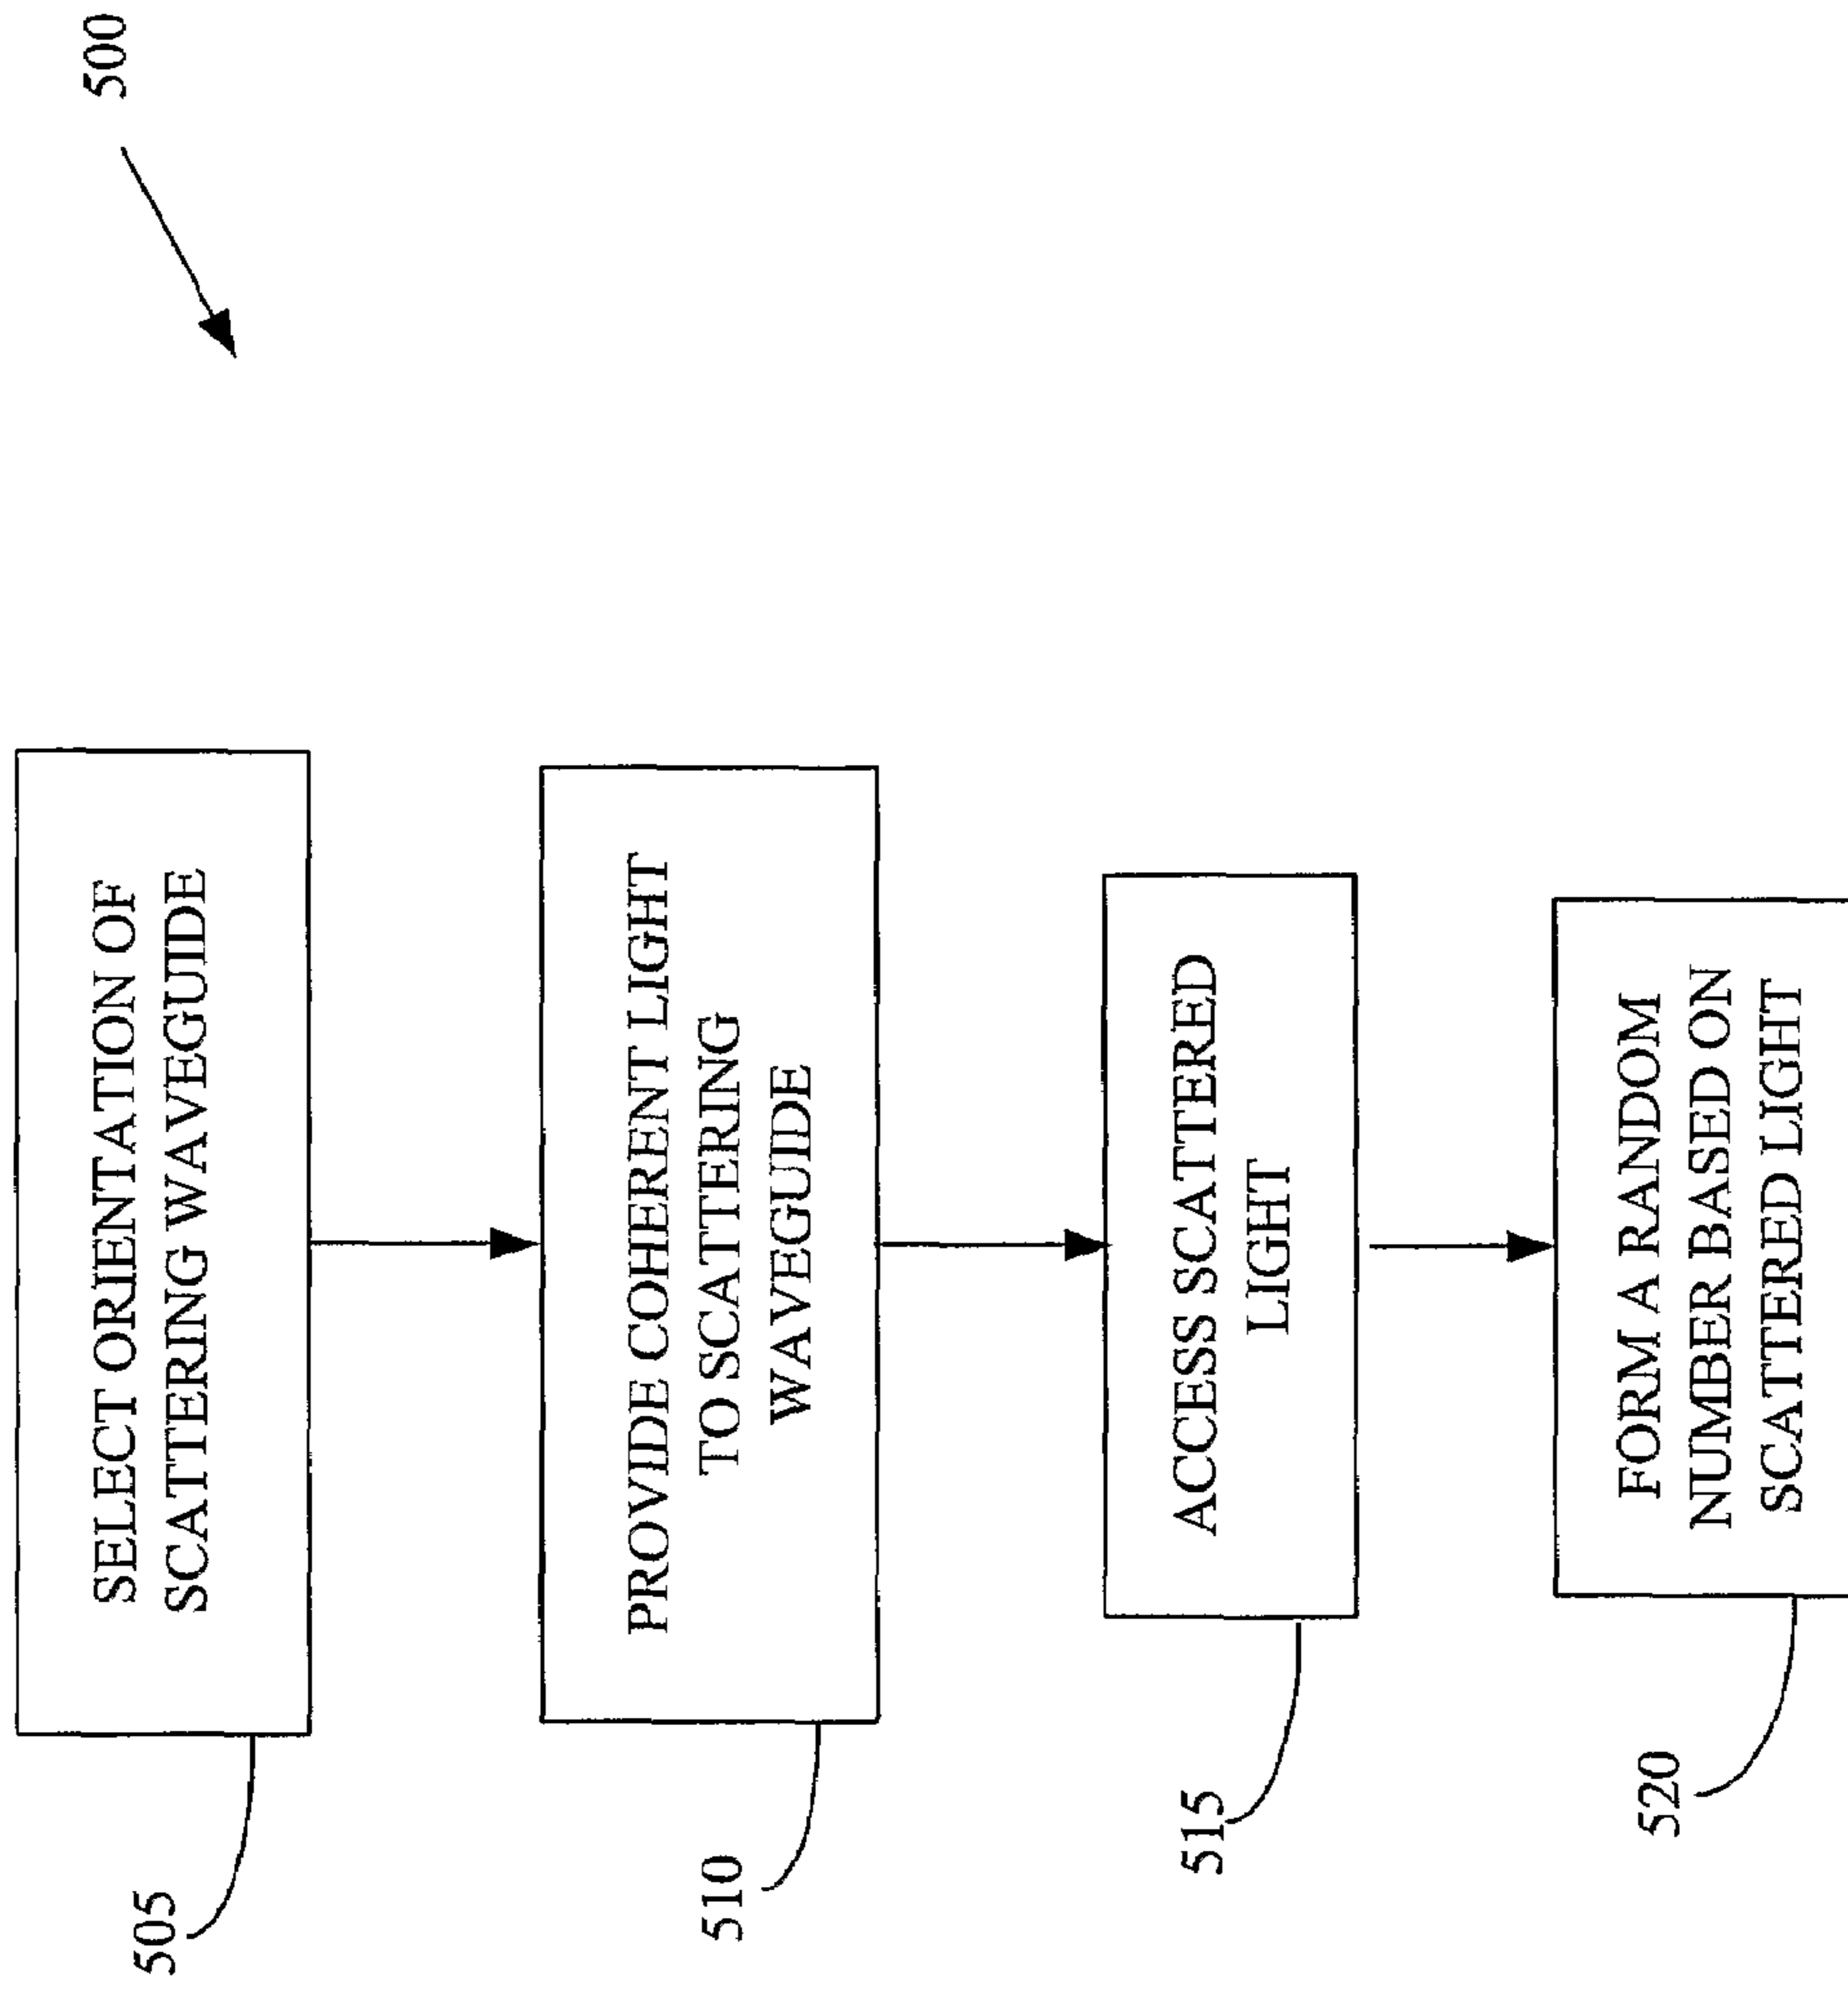 500
505
SELECT ORIENTATION OF
SCATTERING WAVEGUIDE
510
PROVIDE COHERENT LIGHT
TO SCATTERING
WAVEGUIDE
515
ACCESS SCATTERED
LIGHT
520
FORM A RANDOM
NUMBER BASED ON
SCATTERED LIGHT